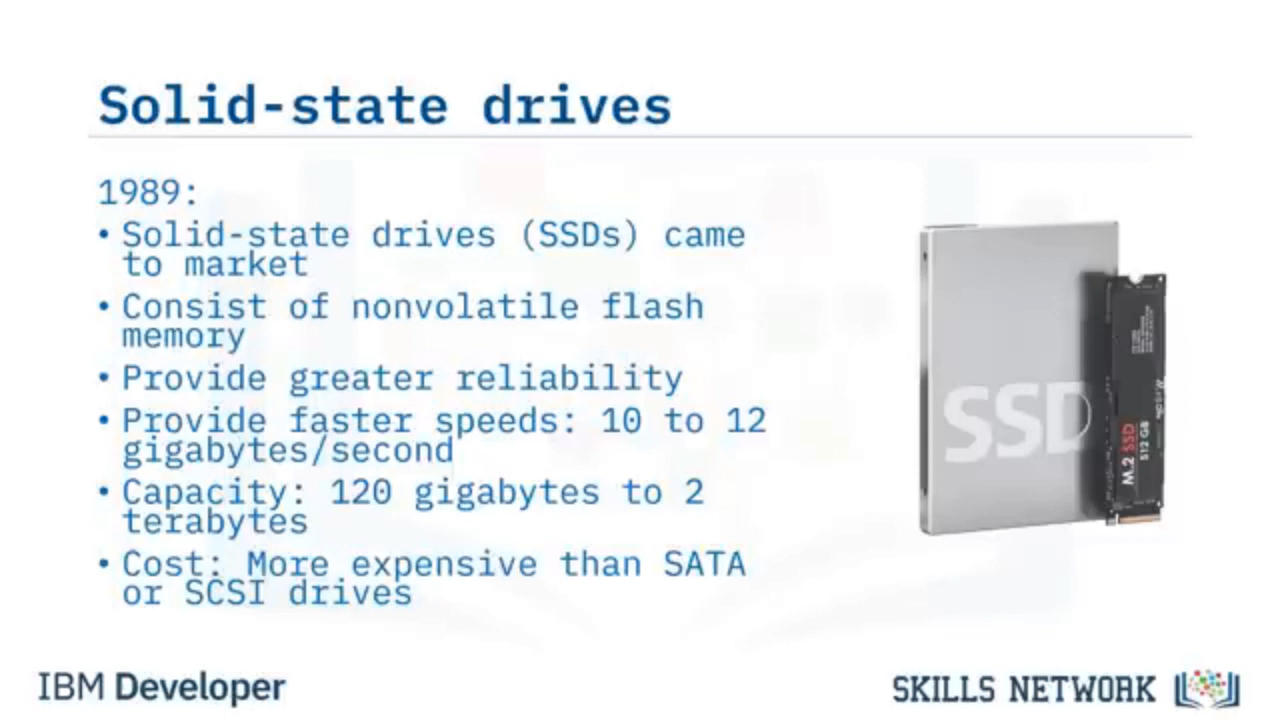 Solid-state drives
1989:
• Solid-state drives (SSDs) came
to market
• Consist of nonvolatile flash
memory
• Provide greater reliability
• Provide faster speeds: 10 to 12
gigabytes/second
• Capacity: 120 gigabytes to 2
terabytes
• Cost: More expensive than SATA
or SCSI drives
SSD
M.2 SSD
512 GB
IBM Developer
SKILLS NETWORK